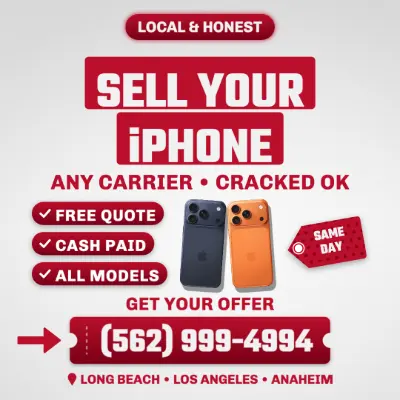 LOCAL & HONEST
SELL YOUR
iPHONE
ANY CARRIER • CRACKED OK
✓ FREE QUOTE
✓ CASH PAID
✓ ALL MODELS
SAME
DAY
GET YOUR OFFER
(562) 999-4994
LONG BEACH • LOS ANGELES • ANAHEIM